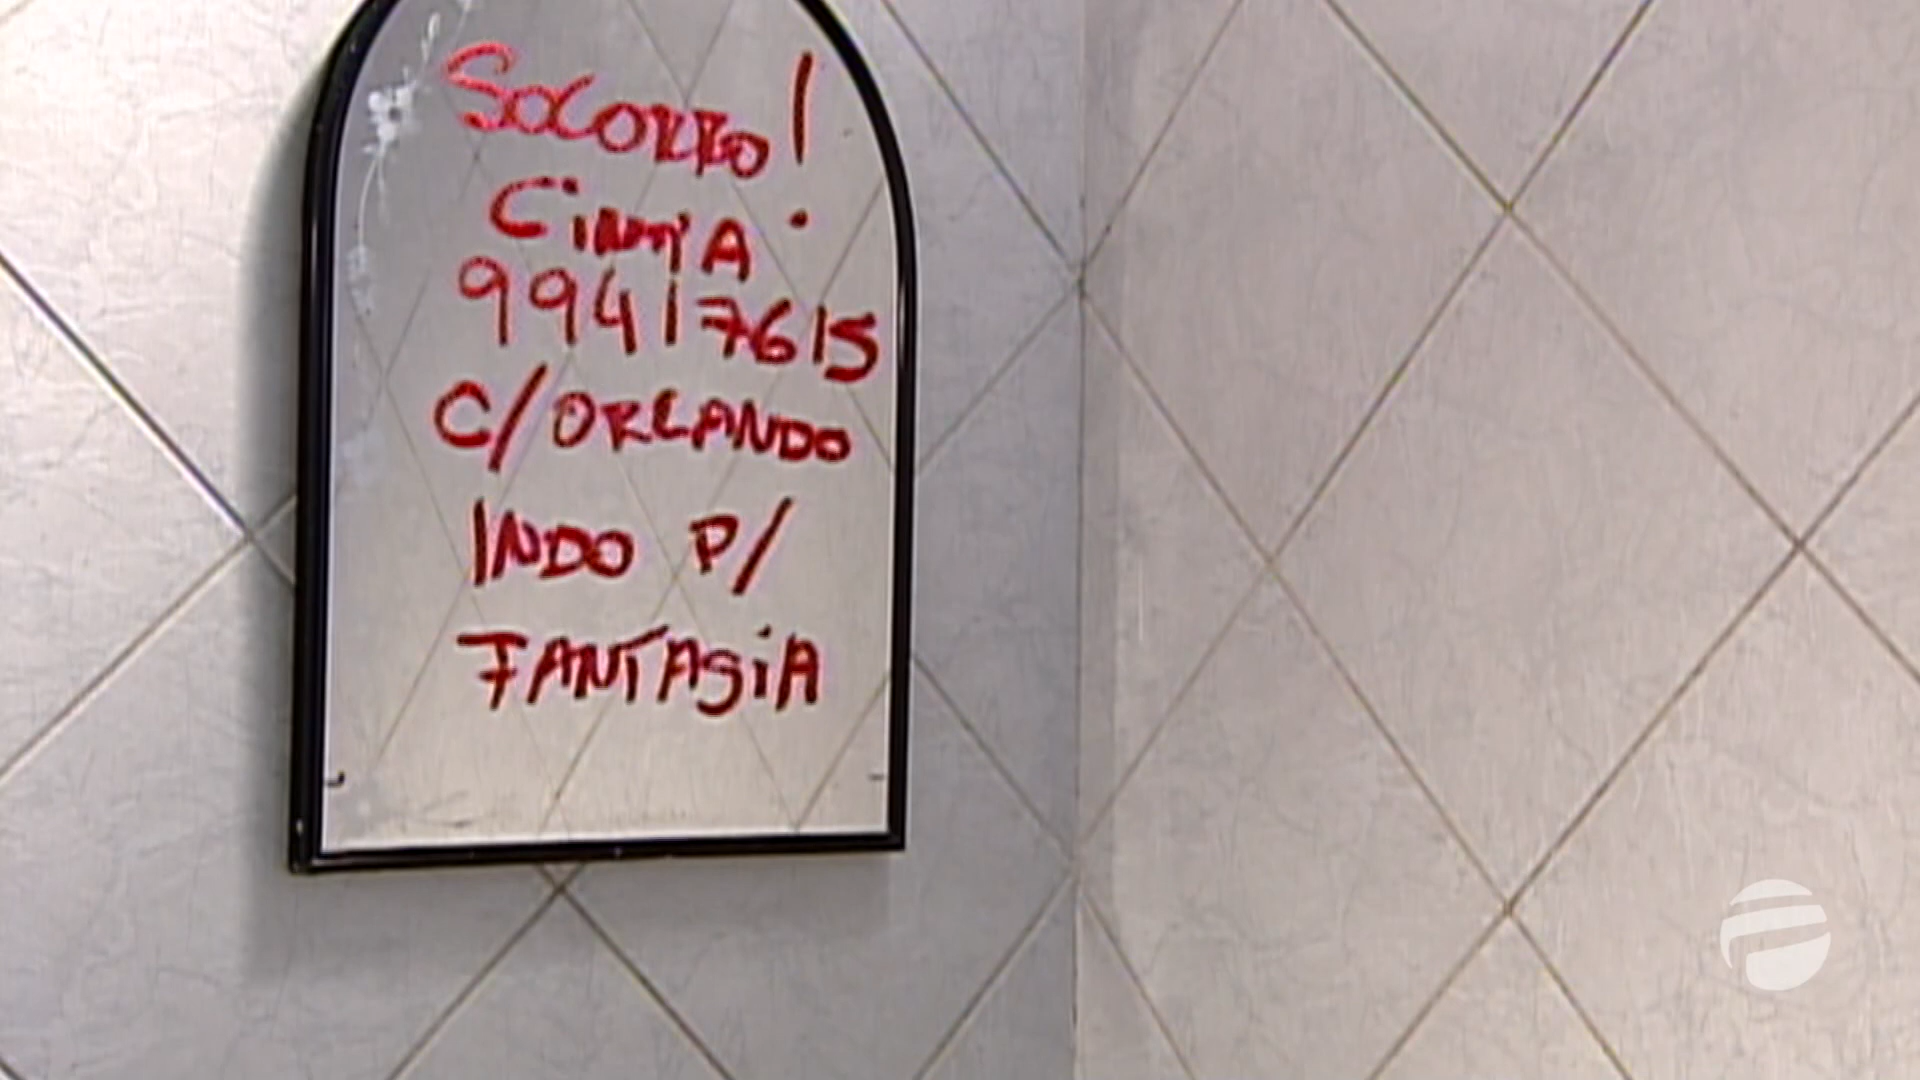 SOCORRO!
CINTIA
99417615
C/ORLANDO
INDO P/
FANTASIA